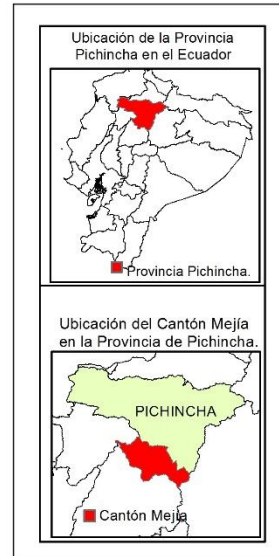 Ubicación de la Provincia
Pichincha en el Ecuador
Provincia Pichincha.
Ubicación del Cantón Mejía
en la Provincia de Pichincha.
PICHINCHA
Cantón Mejía